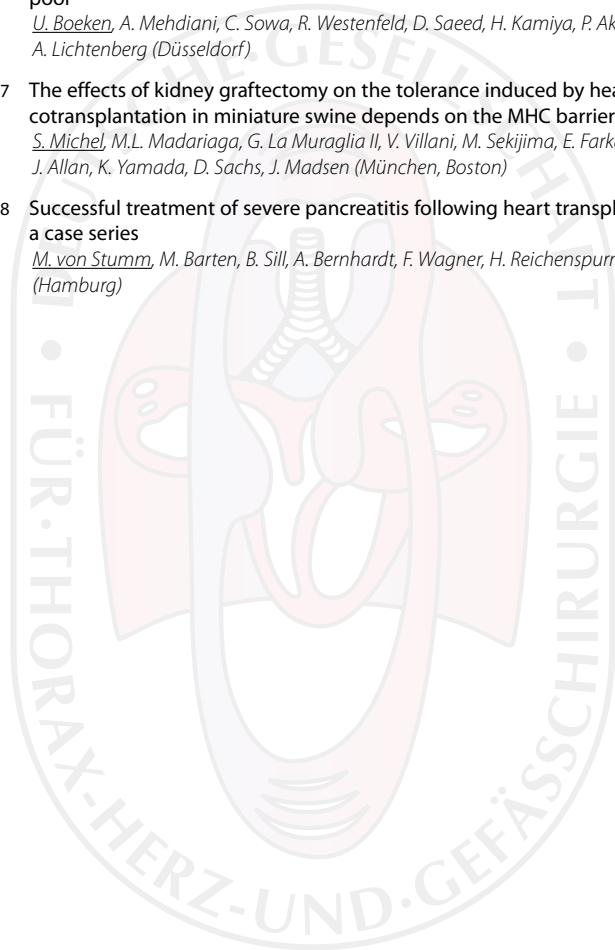 poor
U. Boeken, A. Mehdiani, C. Sowa, R. Westenfeld, D. Saeed, H. Kamiya, P. Ak
A. Lichtenberg (Düsseldorf)
7 The effects of kidney graftectomy on the tolerance induced by hea
cotransplantation in miniature swine depends on the MHC barrier
S. Michel, M.L. Madariaga, G. La Muraglia II, V. Villani, M. Sekijima, E. Farka
J. Allan, K. Yamada, D. Sachs, J. Madsen (München, Boston)
8 Successful treatment of severe pancreatitis following heart transpl
a case series
M. von Stumm, M. Barten, B. Sill, A. Bernhardt, F. Wagner, H. Reichenspurn
(Hamburg)
DEUTSCHE·GESELLSCHAFT
FÜR·THORAX-HERZ-UND·GEFÄSSCHIRURGIE